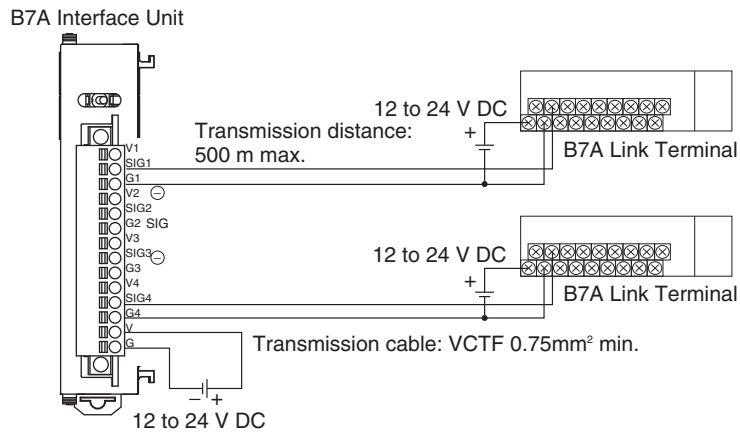 B7A Interface Unit
12 to 24 V DC
+
Transmission distance:
500 m max.
B7A Link Terminal
V1
SIG1
G1
V2
SIG2
G2 SIG
V3
SIG3
G3
V4
SIG4
G4
V
G
12 to 24 V DC
+
B7A Link Terminal
Transmission cable: VCTF 0.75mm² min.
− +
12 to 24 V DC